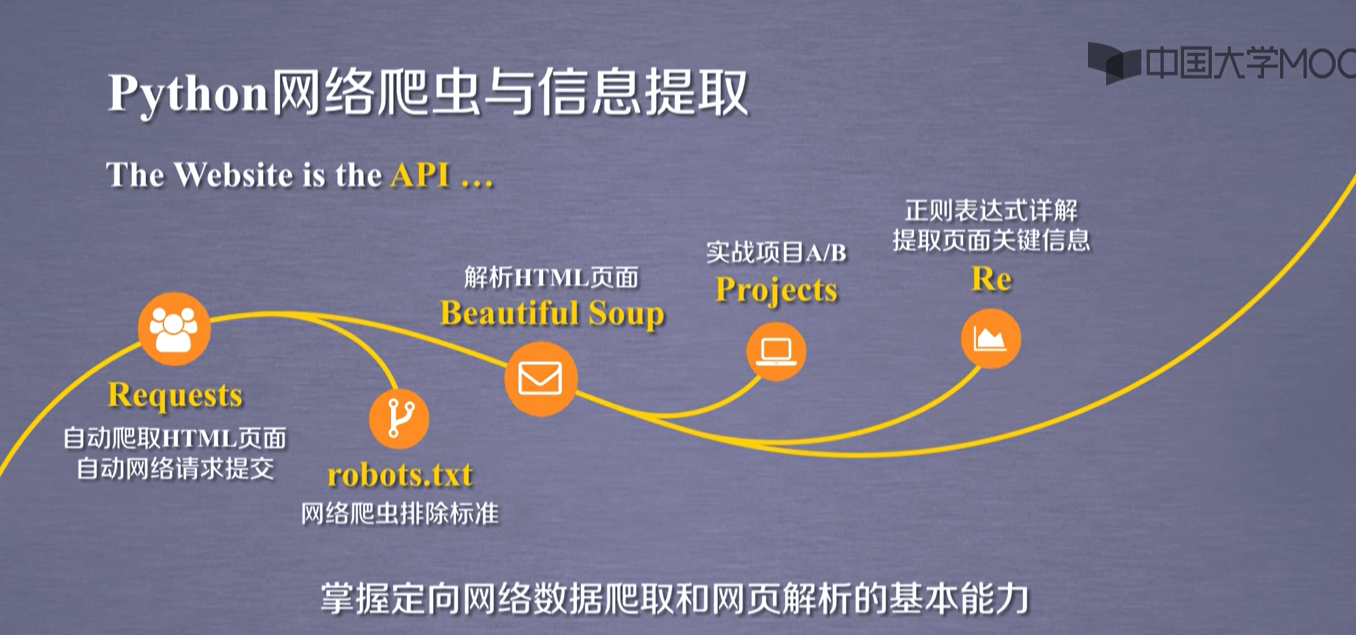 中国大学MOO
Python网络爬虫与信息提取
The Website is the API …
正则表达式详解
提取页面关键信息
Re
实战项目A/B
Projects
解析HTML页面
Beautiful Soup
Requests
自动爬取HTML页面
自动网络请求提交
robots.txt
网络爬虫排除标准
掌握定向网络数据爬取和网页解析的基本能力